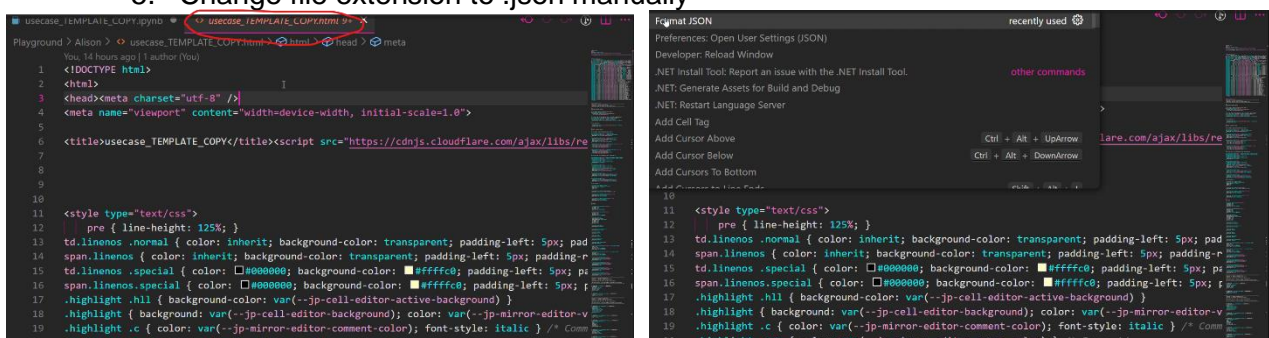 Change file extension to .json manually
usecase_TEMPLATE_COPY.ipynb
usecase_TEMPLATE_COPY.html 9+
Playground > Alison > usecase_TEMPLATE_COPY.html > html > head > meta
You, 14 hours ago | 1 author (You)
1 <!DOCTYPE html>
2 <html>
3 <head><meta charset="utf-8" />
4 <meta name="viewport" content="width=device-width, initial-scale=1.0">
5
6 <title>usecase_TEMPLATE_COPY</title><script src="https://cdnjs.cloudflare.com/ajax/libs/re
7
8
9
10
11 <style type="text/css">
12 pre { line-height: 125%; }
13 td.linenos .normal { color: inherit; background-color: transparent; padding-left: 5px; pad
14 span.linenos { color: inherit; background-color: transparent; padding-left: 5px; padding-r
15 td.linenos .special { color: #000000; background-color: #ffffc0; padding-left: 5px; pa
16 span.linenos.special { color: #000000; background-color: #ffffc0; padding-left: 5px; p
17 .highlight .hll { background-color: var(--jp-cell-editor-active-background) }
18 .highlight { background: var(--jp-cell-editor-background); color: var(--jp-mirror-editor-v
19 .highlight .c { color: var(--jp-mirror-editor-comment-color); font-style: italic } /* Comm
Format JSON recently used
Preferences: Open User Settings (JSON)
Developer: Reload Window
.NET Install Tool: Report an issue with the .NET Install Tool. other commands
.NET: Generate Assets for Build and Debug
.NET: Restart Language Server
Add Cell Tag
Add Cursor Above Ctrl + Alt + UpArrow
Add Cursor Below Ctrl + Alt + DownArrow
Add Cursors To Bottom
Add Cursors to Line Ends Shift + Alt + I
>
lare.com/ajax/libs/re
10
11 <style type="text/css">
12 pre { line-height: 125%; }
13 td.linenos .normal { color: inherit; background-color: transparent; padding-left: 5px; pad
14 span.linenos { color: inherit; background-color: transparent; padding-left: 5px; padding-r
15 td.linenos .special { color: #000000; background-color: #ffffc0; padding-left: 5px; pa
16 span.linenos.special { color: #000000; background-color: #ffffc0; padding-left: 5px; p
17 .highlight .hll { background-color: var(--jp-cell-editor-active-background) }
18 .highlight { background: var(--jp-cell-editor-background); color: var(--jp-mirror-editor-v
19 .highlight .c { color: var(--jp-mirror-editor-comment-color); font-style: italic } /* Comm